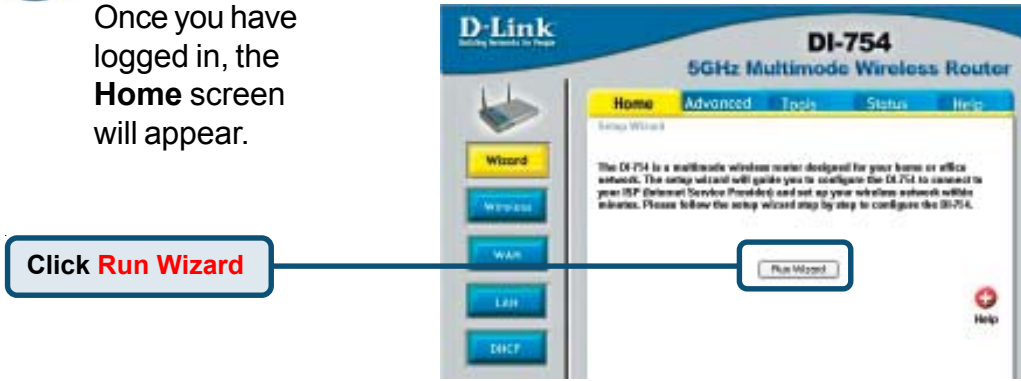 Once you have
logged in, the
Home screen
will appear.
Click Run Wizard
D-Link
Building Networks for People
DI-754
5GHz Multimode Wireless Router
Home Advanced Tools Status Help
Setup Wizard
The DI-754 is a multimode wireless router designed for your home or office
network. The setup wizard will guide you to configure the DI-754 to connect to
your ISP (Internet Service Provider) and set up your wireless network within
minutes. Please follow the setup wizard step by step to configure the DI-754.
Run Wizard
Help
Wizard
Wireless
WAN
LAN
DHCP